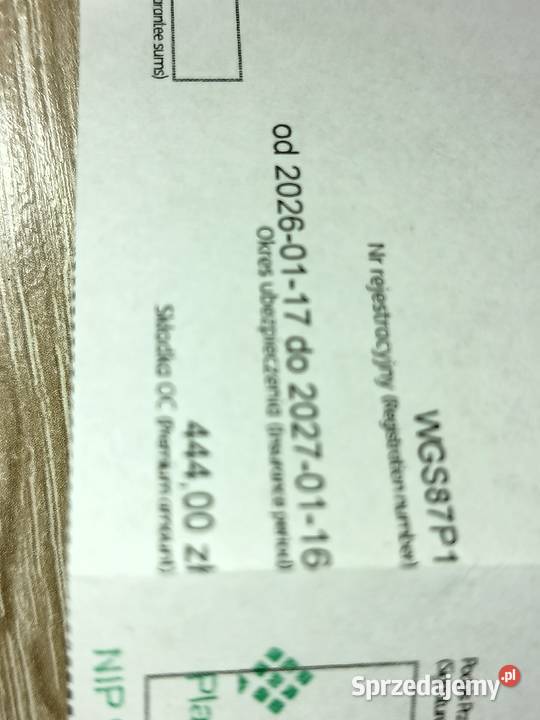 WGS87P1
Nr rejestracyjny (Registration number)
od 2026-01-17 do 2027-01-16
Okres ubezpieczenia (Insurance period)
444,00 zł
Składka OC (Premium amount)
sums)
NIP
Sprzedajemy.pl